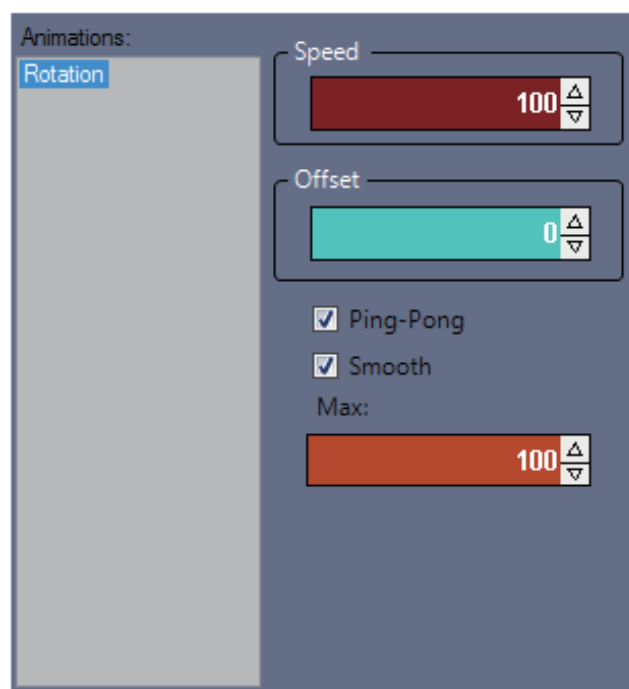 Animations:
Rotation
Speed
100
Offset
0
Ping-Pong
Smooth
Max:
100